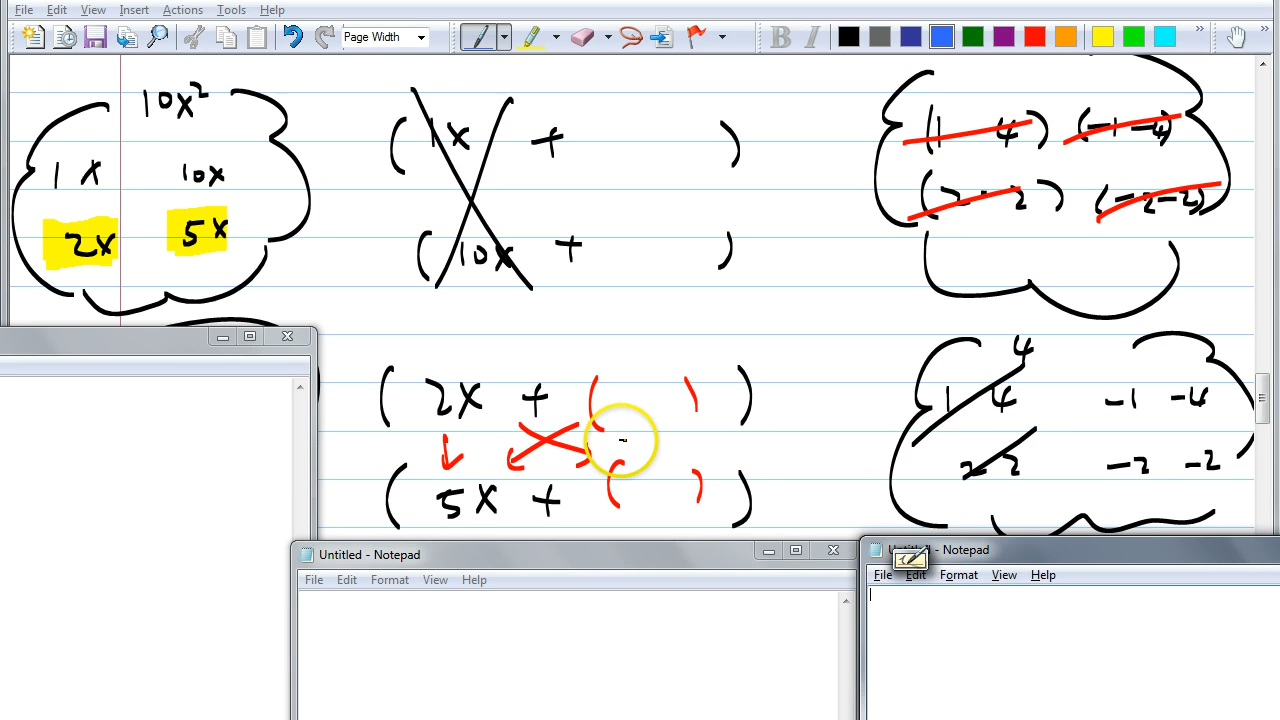 File Edit View Insert Actions Tools Help
Page Width
B I
10x²
1x 10x
2x 5x
( 1x + )
( 10x + )
(1 4) (-1 -4)
(2 2) (-2 -2)
( 2x + ( ) )
( 5x + ( ) )
4
1 4 -1 -4
2 2 -2 -2
Untitled - Notepad
File Edit Format View Help
- Notepad
File Edit Format View Help